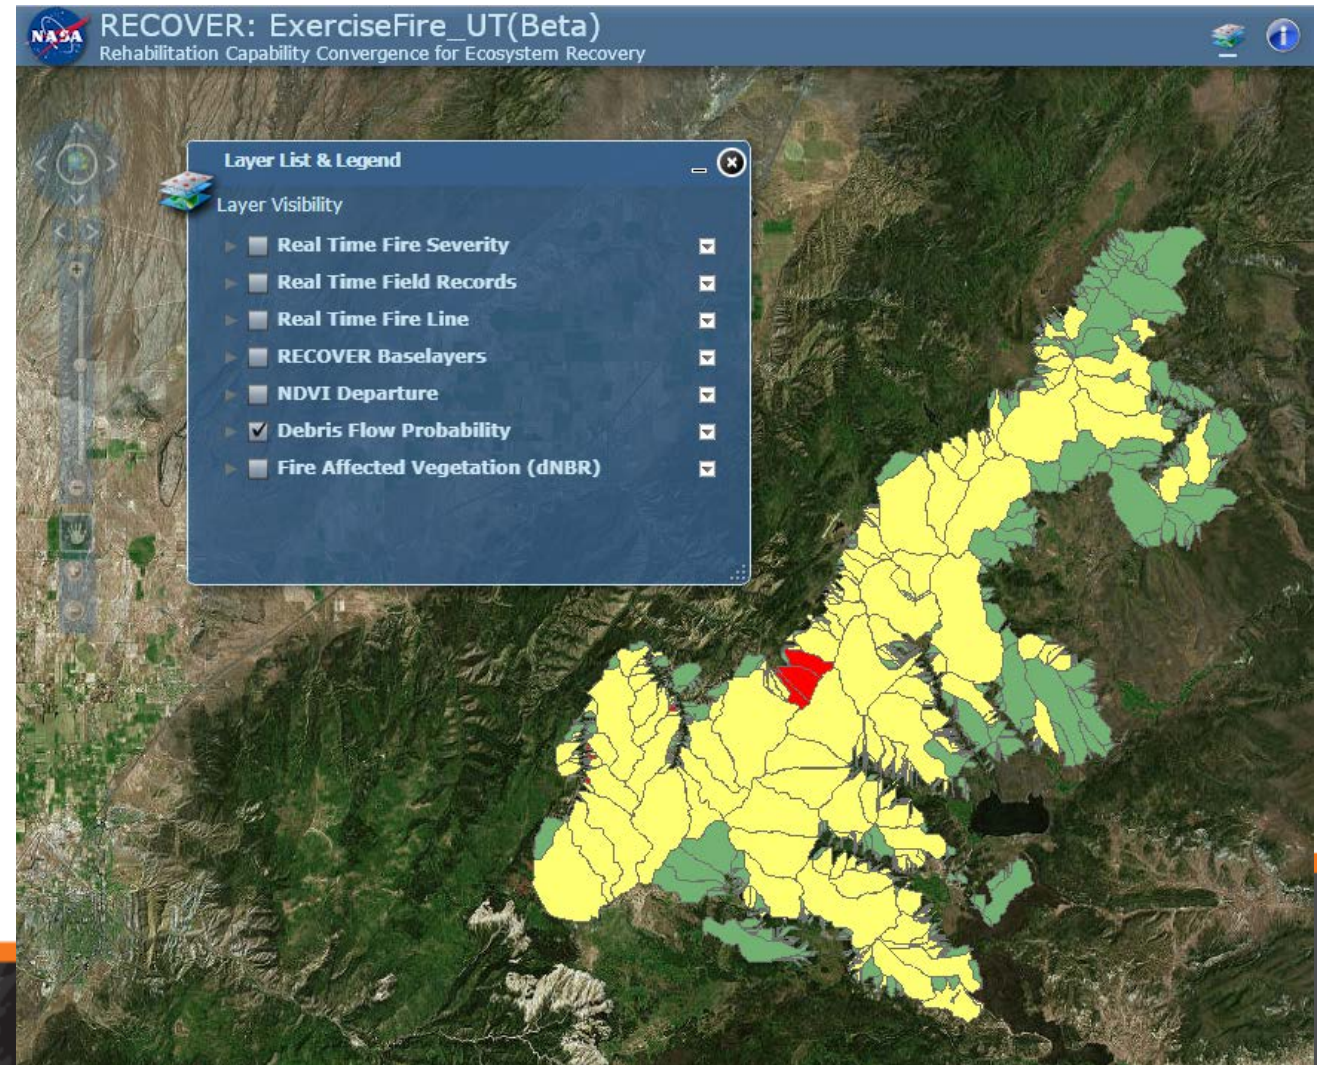 NASA
RECOVER: ExerciseFire_UT(Beta)
Rehabilitation Capability Convergence for Ecosystem Recovery
Layer List & Legend
Layer Visibility
Real Time Fire Severity
Real Time Field Records
Real Time Fire Line
RECOVER Baselayers
NDVI Departure
Debris Flow Probability
Fire Affected Vegetation (dNBR)